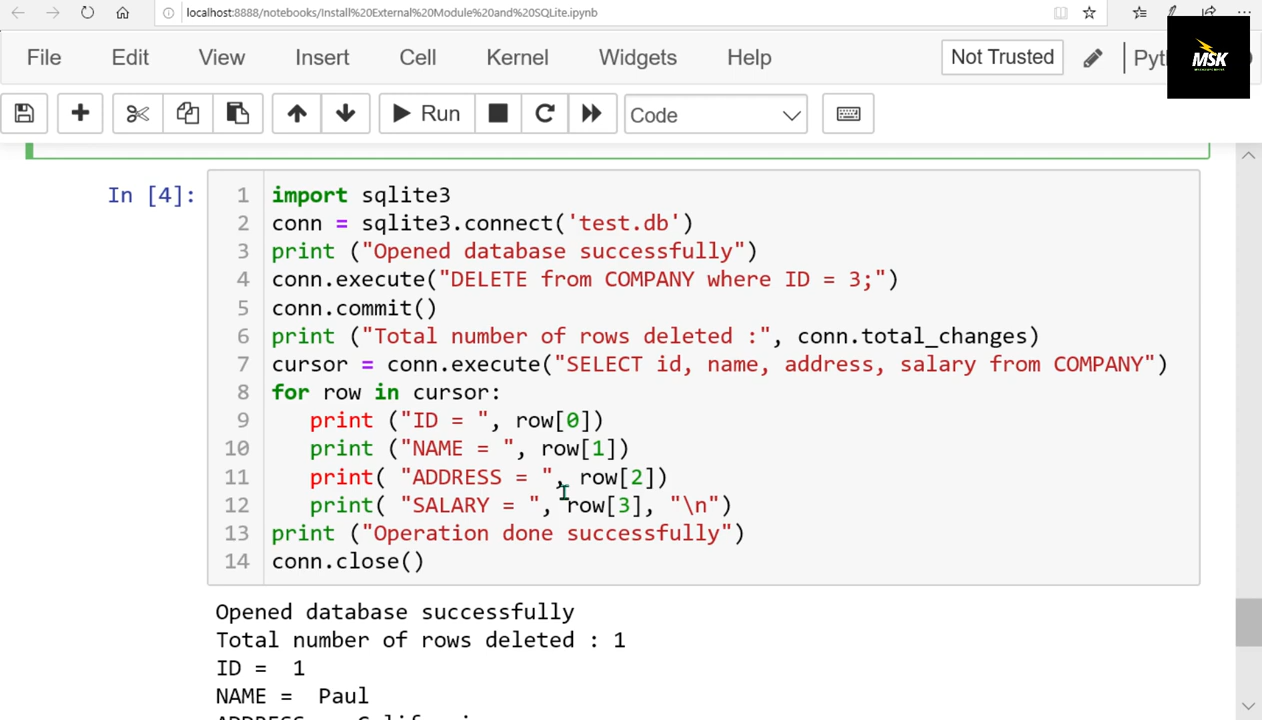 localhost:8888/notebooks/Install%20External%20Module%20and%20SQLite.ipynb
File Edit View Insert Cell Kernel Widgets Help Not Trusted
MSK
Run Code
In [4]:
1 import sqlite3
2 conn = sqlite3.connect('test.db')
3 print ("Opened database successfully")
4 conn.execute("DELETE from COMPANY where ID = 3;")
5 conn.commit()
6 print ("Total number of rows deleted :", conn.total_changes)
7 cursor = conn.execute("SELECT id, name, address, salary from COMPANY")
8 for row in cursor:
9 print ("ID = ", row[0])
10 print ("NAME = ", row[1])
11 print( "ADDRESS = ", row[2])
12 print( "SALARY = ", row[3], "\n")
13 print ("Operation done successfully")
14 conn.close()
Opened database successfully
Total number of rows deleted : 1
ID = 1
NAME = Paul